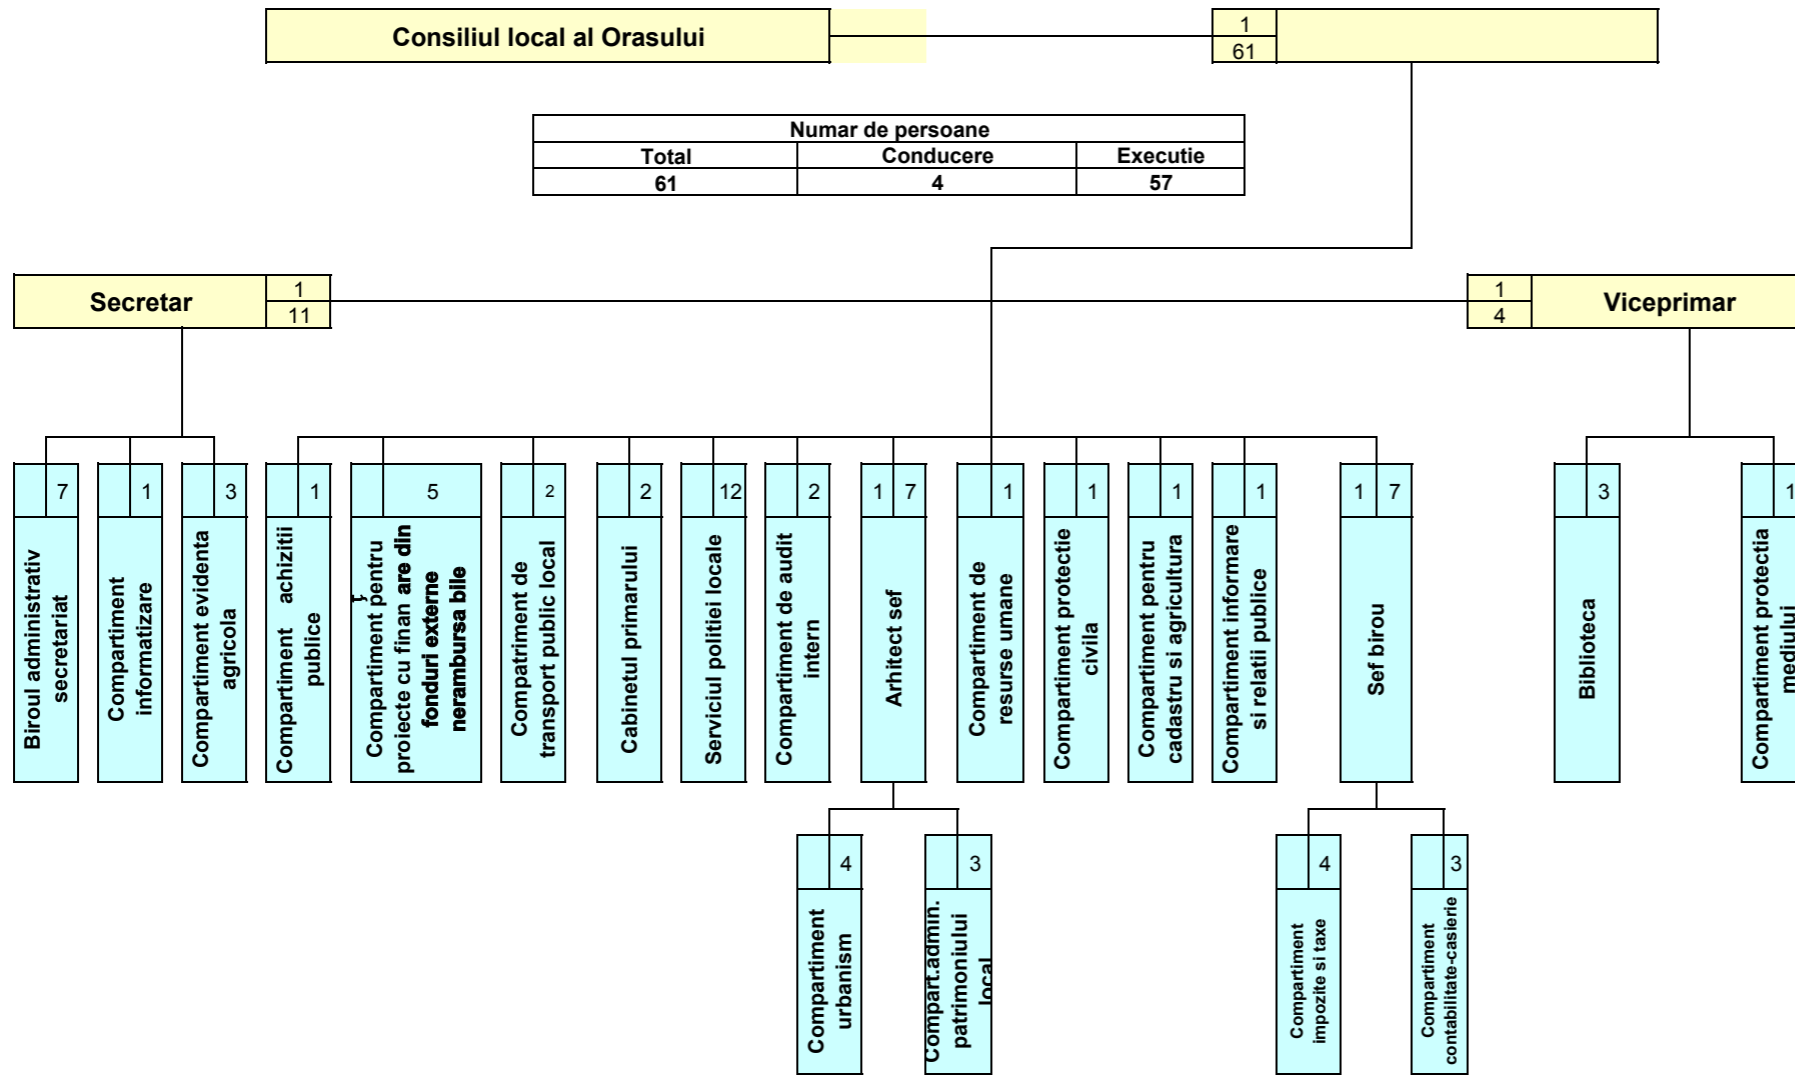 Consiliul local al Orasului
1
61
Numar de persoane
Total Conducere Executie
61 4 57
Secretar
1
11
1
4
Viceprimar
7
Biroul administrativ
secretariat
1
Compartiment
informatizare
3
Compartiment evidenta
agricola
1
Compartiment achizitii
publice
5
Compartiment pentru
proiecte cu finanțare din
fonduri externe
nerambursa bile
2
Compatriment de
transport public local
2
Cabinetul primarului
12
Serviciul politiei locale
2
Compartiment de audit
intern
1 7
Arhitect sef
1
Compartiment de
resurse umane
1
Compartiment protectie
civila
1
Compartiment pentru
cadastru si agricultura
1
Compartiment informare
si relatii publice
1 7
Sef birou
3
Biblioteca
1
Compartiment protectia
mediului
4
Compartiment
urbanism
3
Compart.admin.
patrimoniului
local
4
Compartiment
impozite si taxe
3
Compartiment
contabilitate-casierie